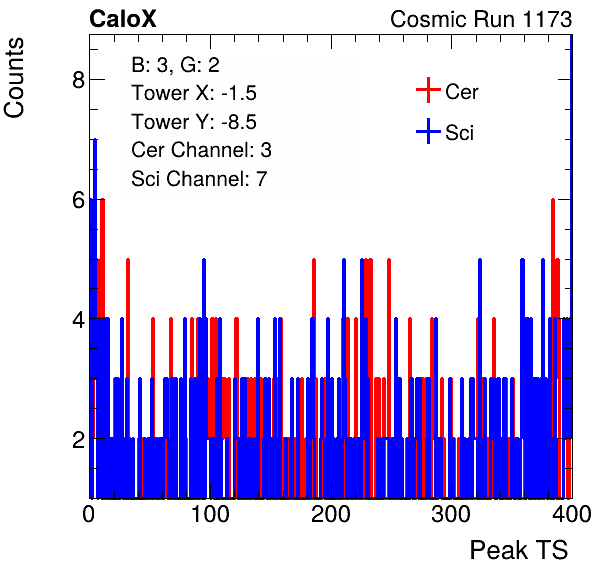 CaloX
Cosmic Run 1173
Counts
B: 3, G: 2
Tower X: -1.5
Tower Y: -8.5
Cer Channel: 3
Sci Channel: 7
Cer
Sci
8
6
4
2
0 100 200 300 400
Peak TS